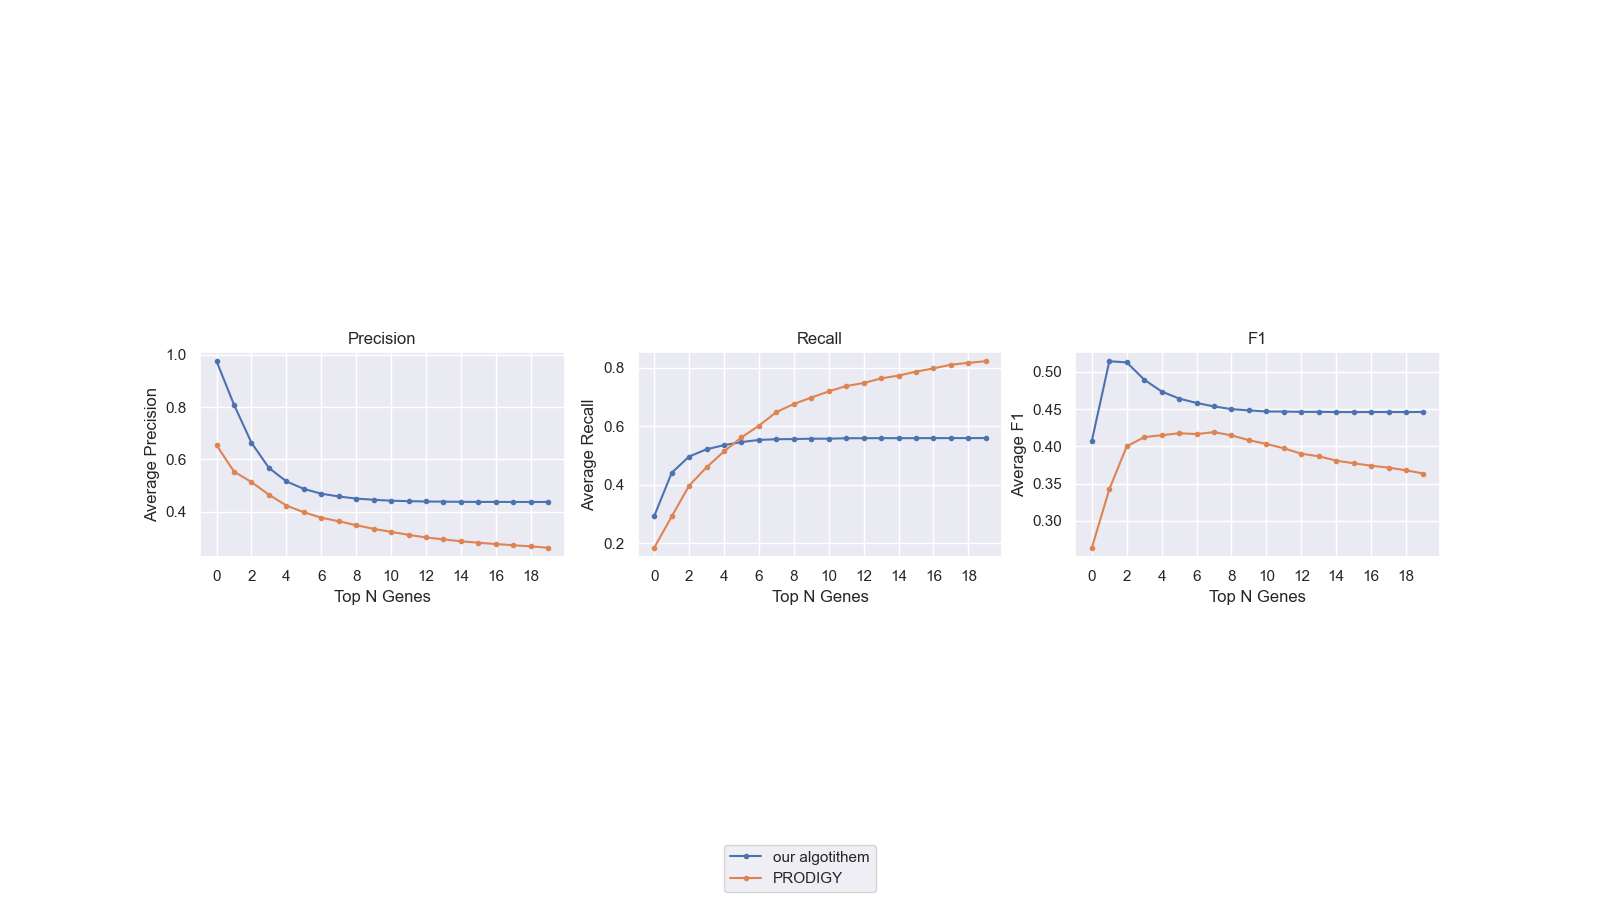 Precision
Recall
F1
Average Precision
1.0
0.8
0.6
0.4
0 2 4 6 8 10 12 14 16 18
Top N Genes
Average Recall
0.8
0.6
0.4
0.2
0 2 4 6 8 10 12 14 16 18
Top N Genes
Average F1
0.50
0.45
0.40
0.35
0.30
0 2 4 6 8 10 12 14 16 18
Top N Genes
our algotithem
PRODIGY